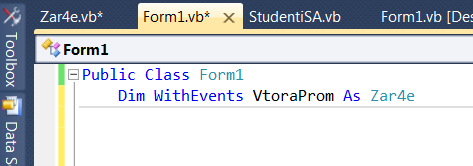 Zar4e.vb* Form1.vb* StudentiSA.vb Form1.vb [Des
Toolbox
Form1
Public Class Form1
Dim WithEvents VtoraProm As Zar4e
Data S